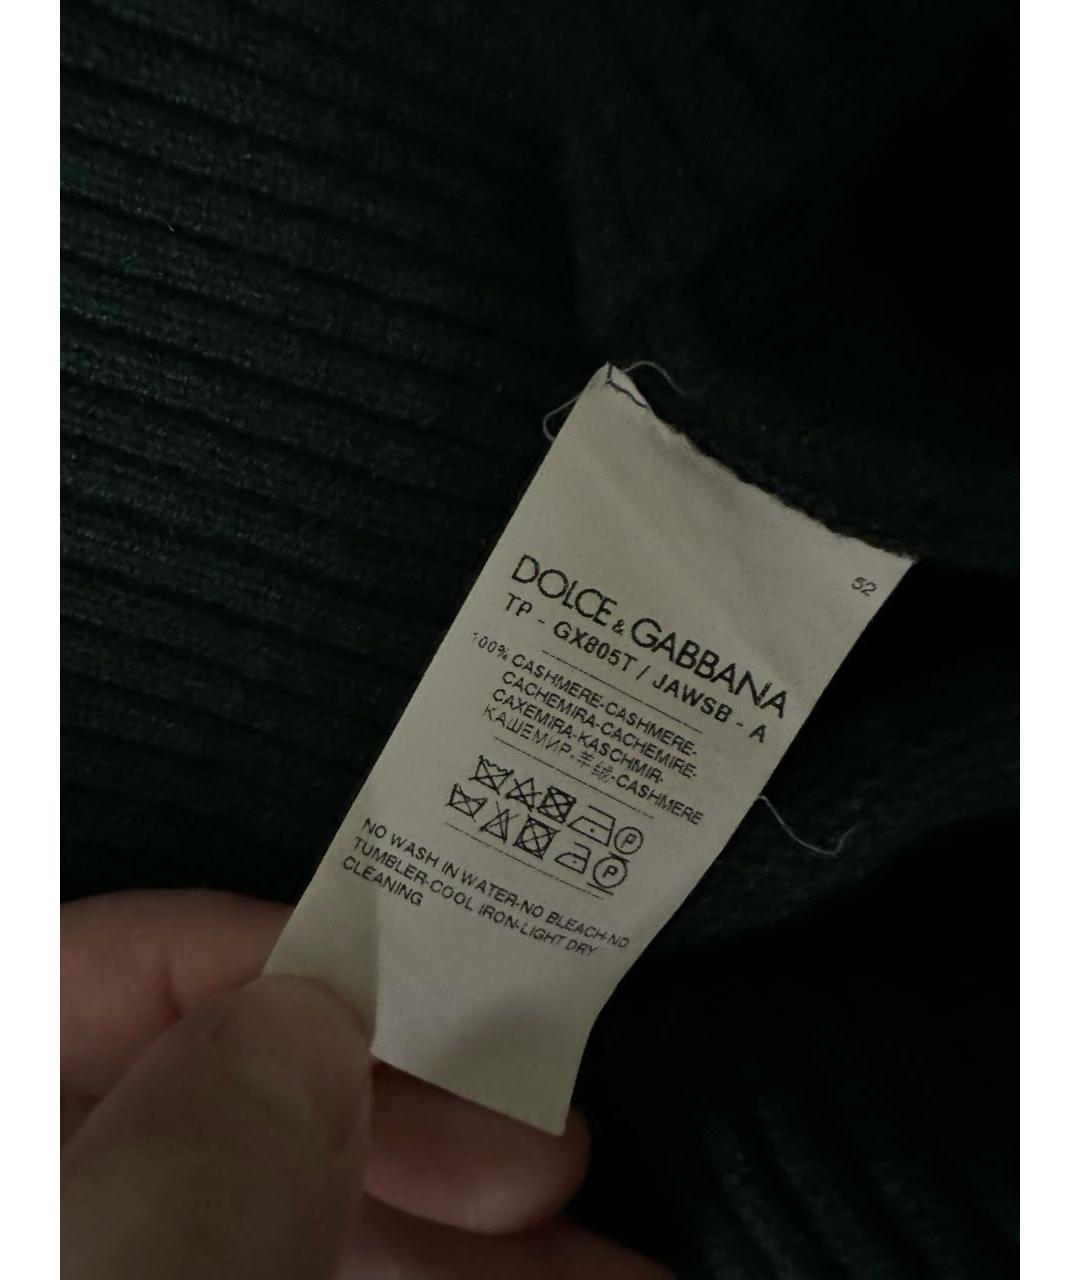 52
DOLCE & GABBANA
TP - GX805T / JAWSB - A
100% CASHMERE-CASHMERE-
CACHEMIRA-CACHEMIRE-
CAXEMIRA-KASCHMIR-
КАШЕМИР-羊绒-CASHMERE
P
P
NO WASH IN WATER-NO BLEACH-NO
TUMBLER-COOL IRON-LIGHT DRY
CLEANING